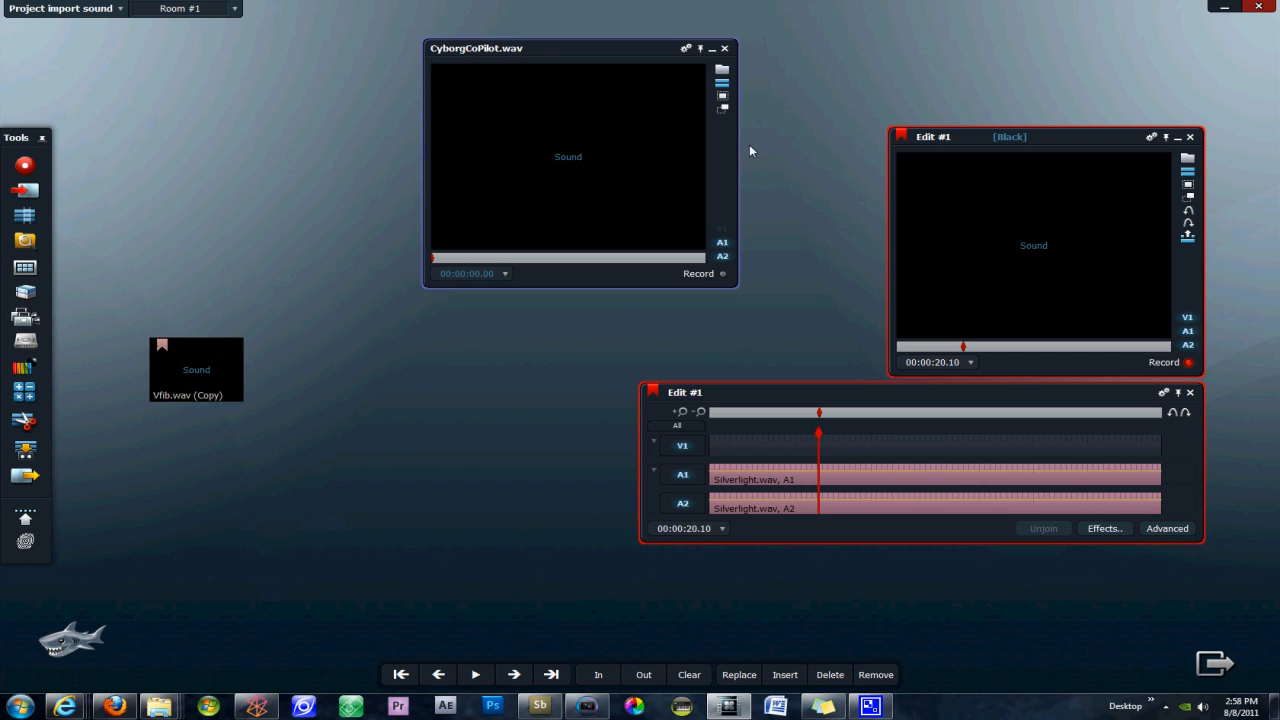 Project import sound
Room #1
CyborgCoPilot.wav
Sound
V1
A1
A2
00:00:00.00
Record
Tools
Edit #1
[Black]
Sound
V1
A1
A2
00:00:20.10
Record
Sound
Vfib.wav (Copy)
Edit #1
All
V1
A1
Silverlight.wav, A1
A2
Silverlight.wav, A2
00:00:20.10
Unjoin
Effects..
Advanced
In
Out
Clear
Replace
Insert
Delete
Remove
Pr
AE
Ps
Sb
Desktop
2:58 PM
8/8/2011